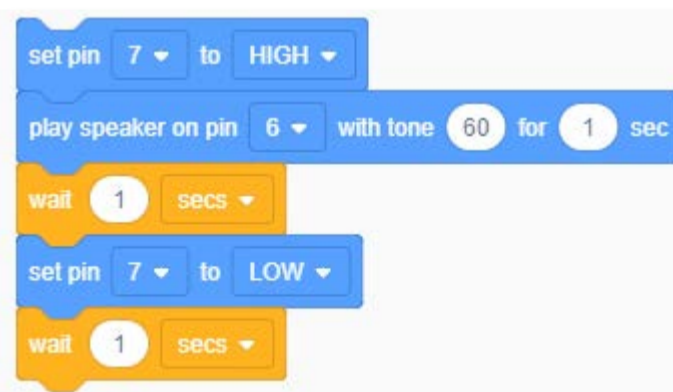 set pin 7 to HIGH
play speaker on pin 6 with tone 60 for 1 sec
wait 1 secs
set pin 7 to LOW
wait 1 secs